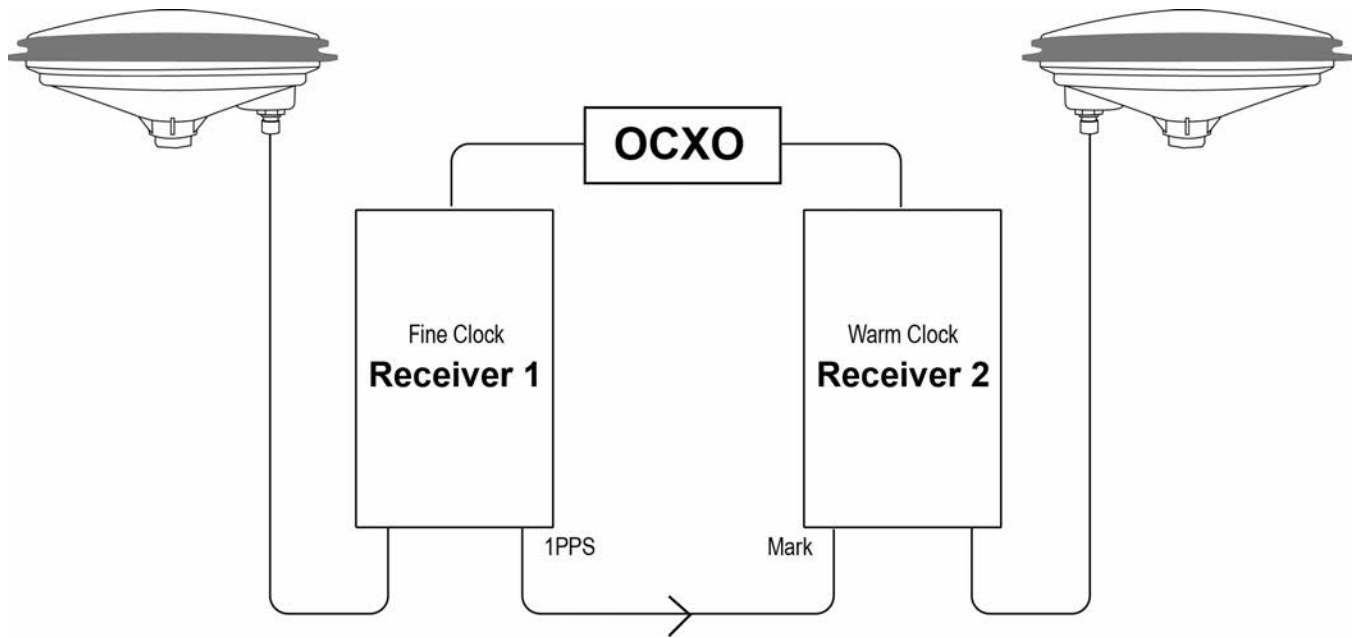 OCXO
Fine Clock
Receiver 1
Warm Clock
Receiver 2
1PPS
Mark